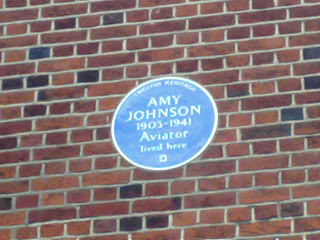 ENGLISH HERITAGE
AMY
JOHNSON
1903-1941
Aviator
lived here